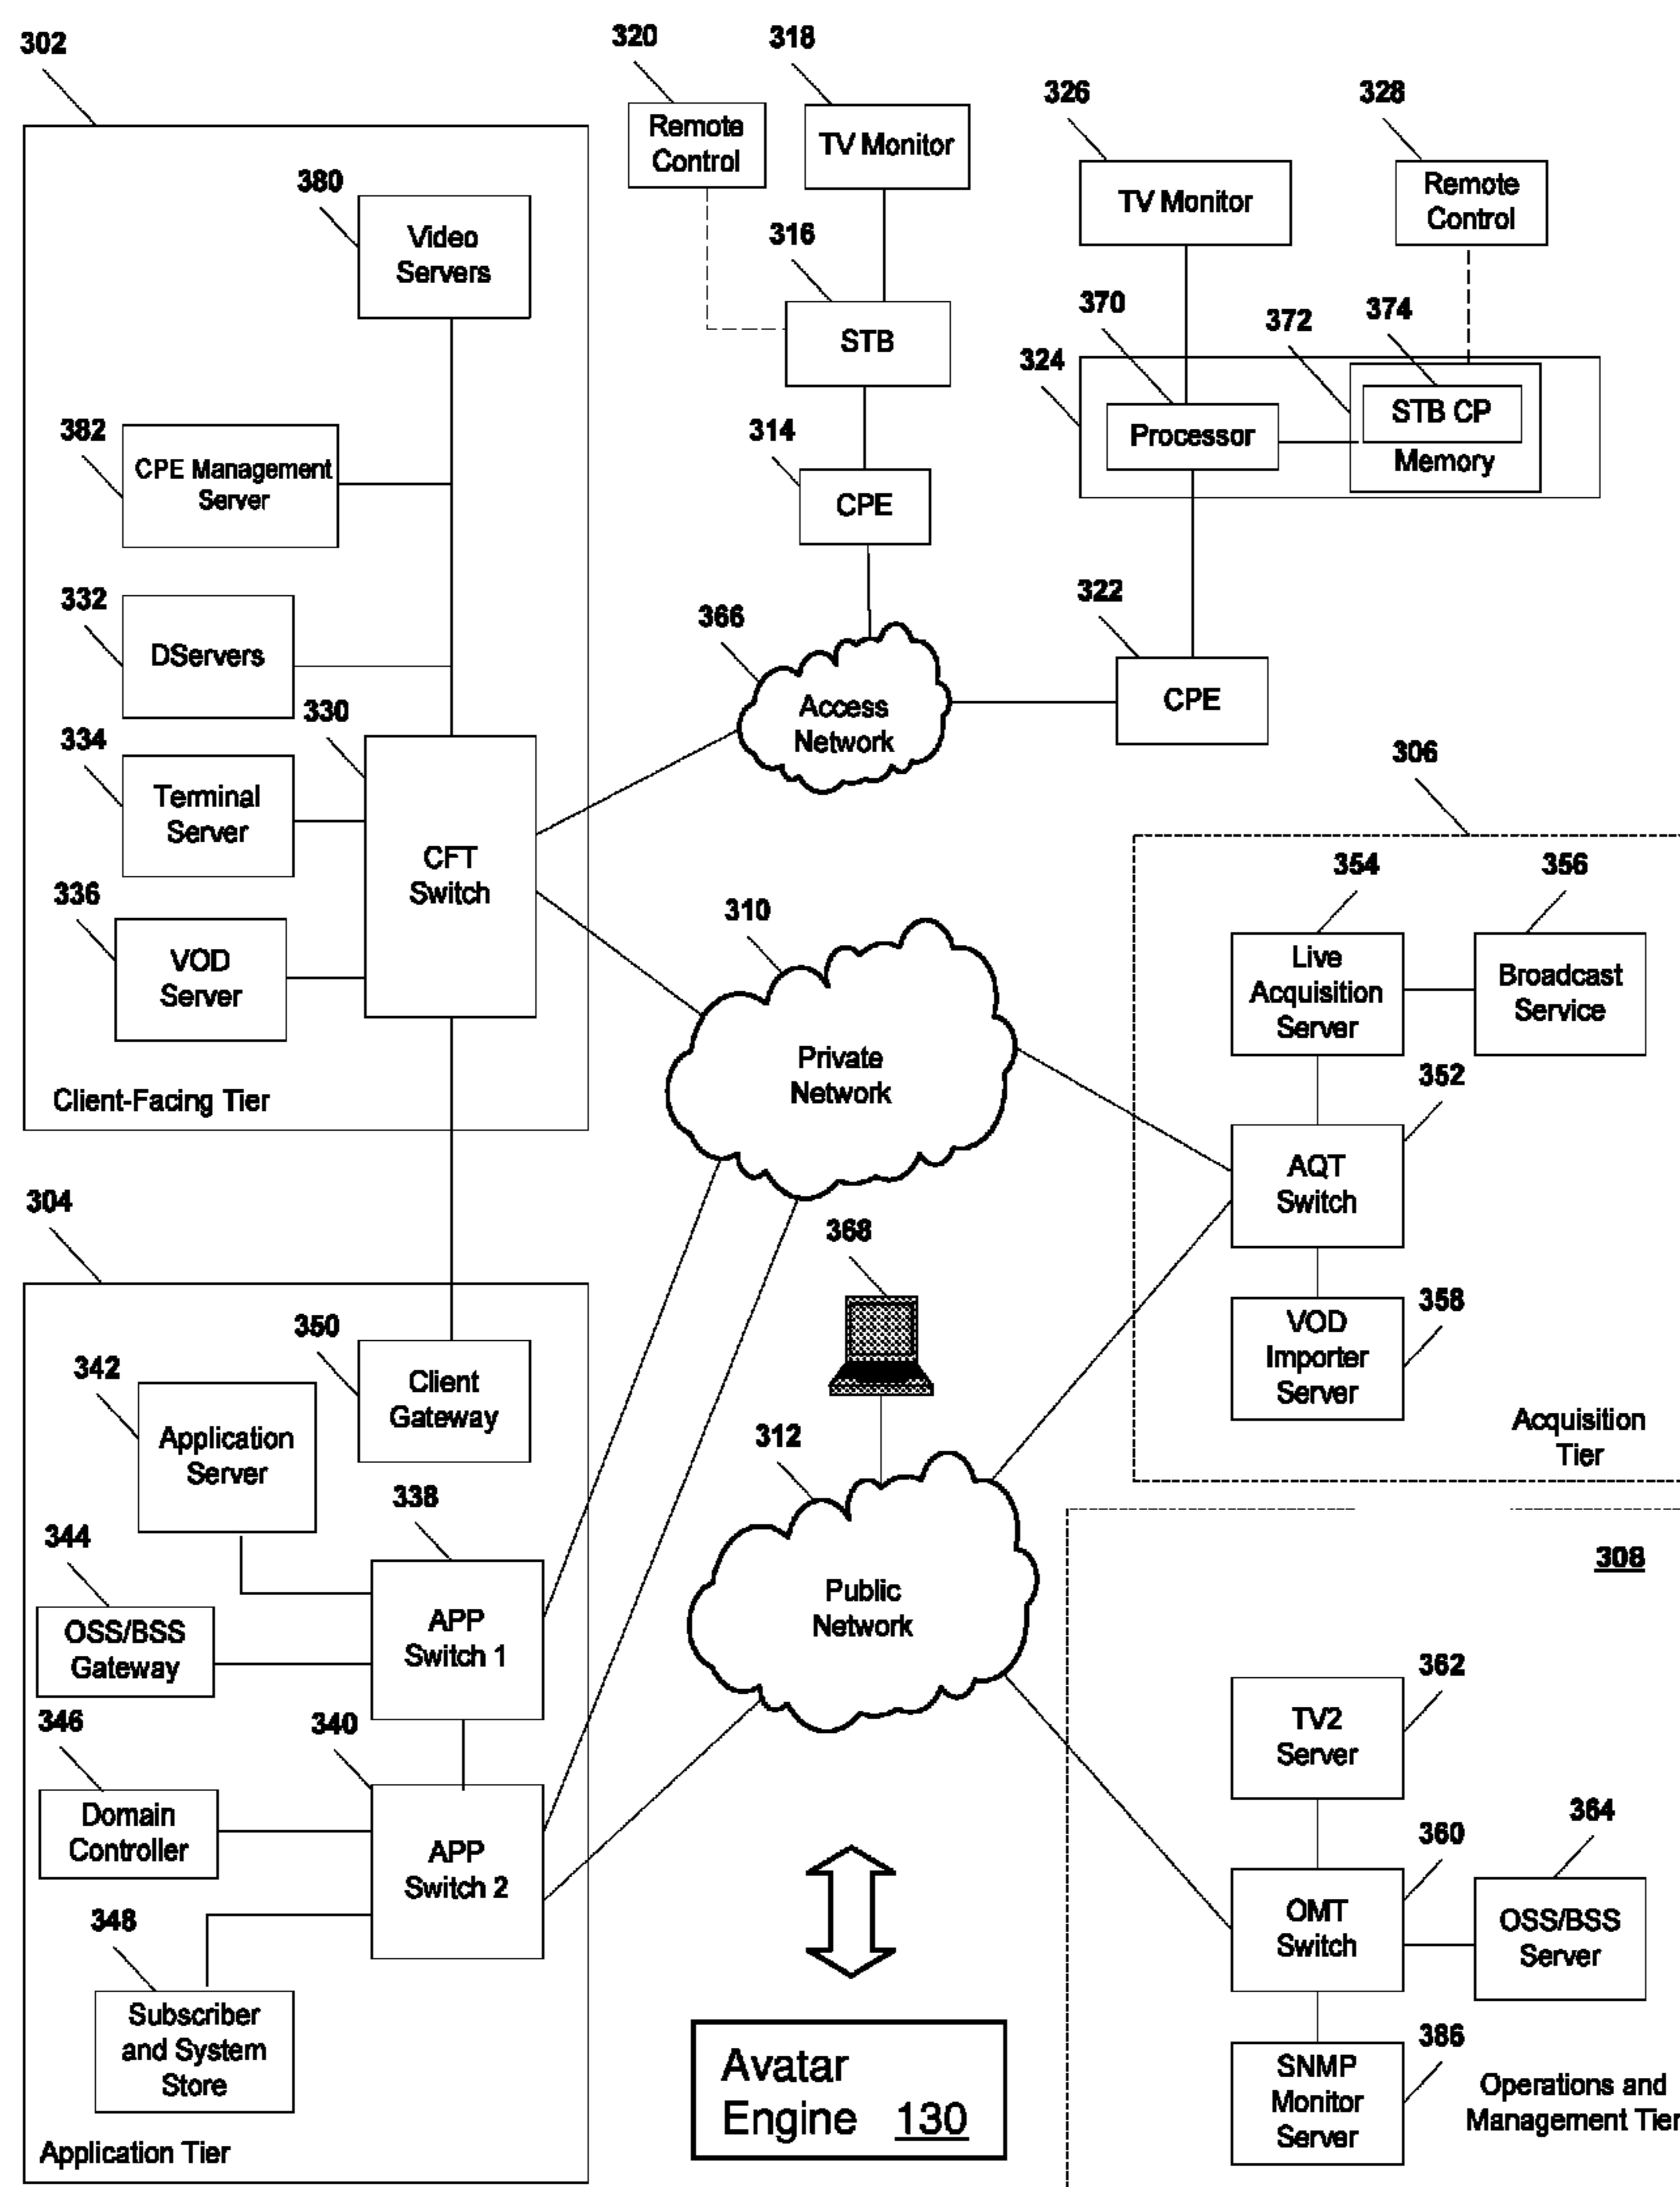 302
320
318
326
328
Remote
Control
TV Monitor
TV Monitor
Remote
Control
380
Video
Servers
316
STB
370
372
374
324
STB CP
Processor
Memory
382
CPE Management
Server
314
CPE
332
DServers
366
322
Access
Network
CPE
330
334
Terminal
Server
306
CFT
Switch
354
356
336
VOD
Server
310
Live
Acquisition
Server
Broadcast
Service
Private
Network
352
Client-Facing Tier
AQT
Switch
304
368
350
358
VOD
Importer
Server
342
Client
Gateway
Application
Server
312
Acquisition
Tier
338
344
308
OSS/BSS
Gateway
APP
Switch 1
Public
Network
362
TV2
Server
346
340
Domain
Controller
364
360
APP
Switch 2
348
OMT
Switch
OSS/BSS
Server
Subscriber
and System
Store
386
SNMP
Monitor
Server
Avatar
Engine 130
Operations and
Management Tier
Application Tier